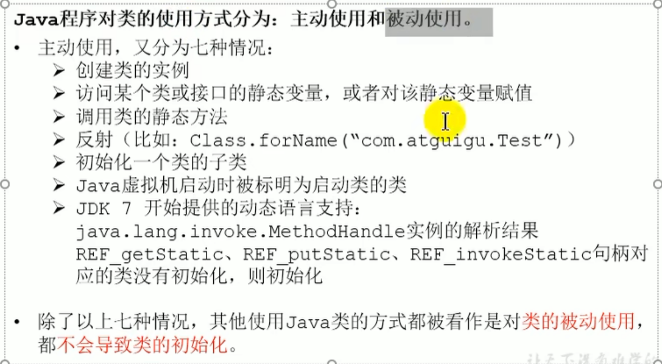 Java程序对类的使用方式分为：主动使用和被动使用。
• 主动使用，又分为七种情况：
➢ 创建类的实例
➢ 访问某个类或接口的静态变量，或者对该静态变量赋值
➢ 调用类的静态方法
➢ 反射（比如：Class.forName(“com.atguigu.Test”)）
➢ 初始化一个类的子类
➢ Java虚拟机启动时被标明为启动类的类
➢ JDK 7 开始提供的动态语言支持：
java.lang.invoke.MethodHandle实例的解析结果
REF_getStatic、REF_putStatic、REF_invokeStatic句柄对
应的类没有初始化，则初始化
• 除了以上七种情况，其他使用Java类的方式都被看作是对类的被动使用，
都不会导致类的初始化。